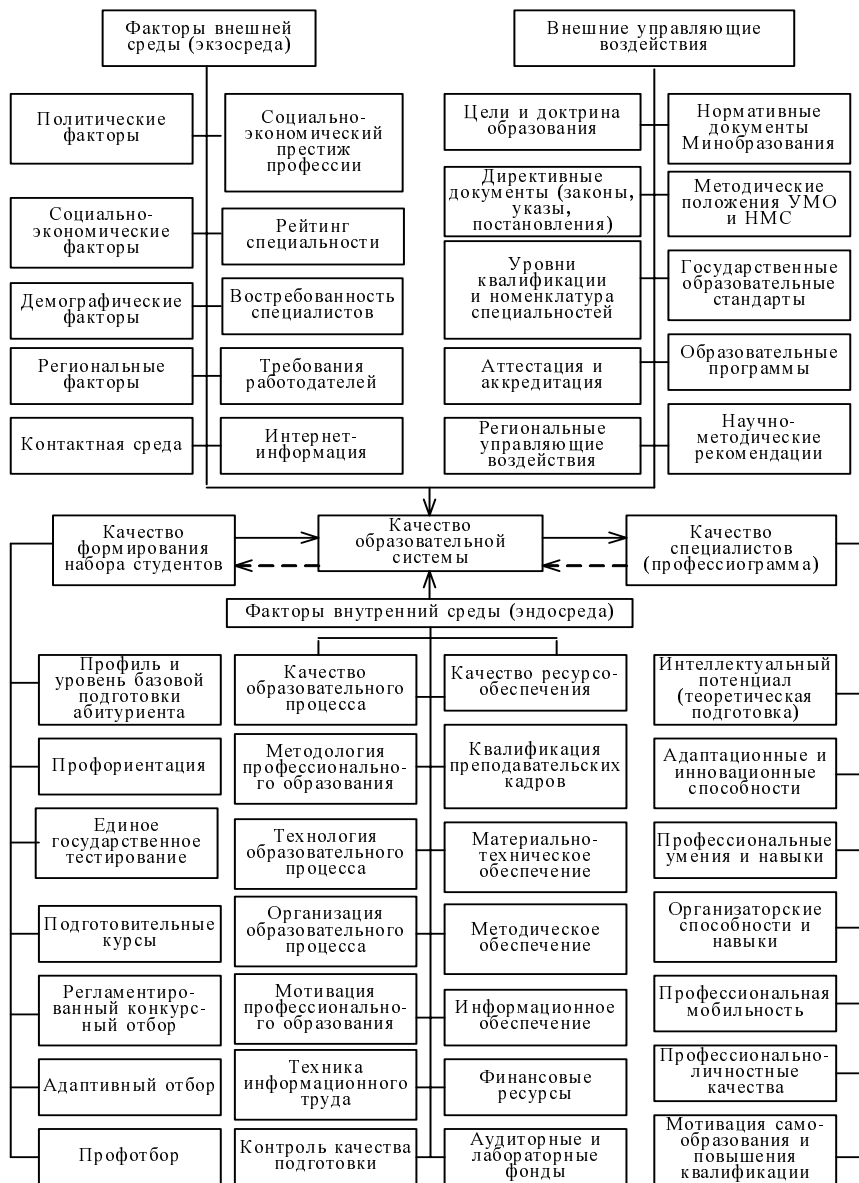 Факторы внешней
среды (экзосреда)
Внешние управляющие
воздействия
Политические
факторы
Социально-
экономический
престиж
профессии
Цели и доктрина
образования
Нормативные
документы
Минобразования
Социально-
экономические
факторы
Рейтинг
специальности
Директивные
документы (законы,
указы,
постановления)
Методические
положения УМО
и НМС
Демографические
факторы
Востребованность
специалистов
Уровни
квалификации
и номенклатура
специальностей
Государственные
образовательные
стандарты
Региональные
факторы
Требования
работодателей
Аттестация и
аккредитация
Образовательные
программы
Контактная среда
Интернет-
информация
Региональные
управляющие
воздействия
Научно-
методические
рекомендации
Качество
формирования
набора студентов
Качество
образовательной
системы
Качество
специалистов
(профессиограмма)
Факторы внутренний среды (эндосреда)
Профиль и
уровень базовой
подготовки
абитуриента
Качество
образовательного
процесса
Качество ресурсо-
обеспечения
Интеллектуальный
потенциал
(теоретическая
подготовка)
Профориентация
Методология
профессионально-
го образования
Квалификация
преподавательских
кадров
Адаптационные и
инновационные
способности
Единое
государственное
тестирование
Технология
образовательного
процесса
Материально-
техническое
обеспечение
Профессиональные
умения и навыки
Подготовительные
курсы
Организация
образовательного
процесса
Методическое
обеспечение
Организаторские
способности и
навыки
Регламентиро-
ванный конкурс-
ный отбор
Мотивация
профессионально-
го образования
Информационное
обеспечение
Профессиональная
мобильность
Адаптивный отбор
Техника
информационного
труда
Финансовые
ресурсы
Профессионально-
личностные
качества
Профотбор
Контроль качества
подготовки
Аудиторные и
лабораторные
фонды
Мотивация само-
образования и
повышения
квалификации